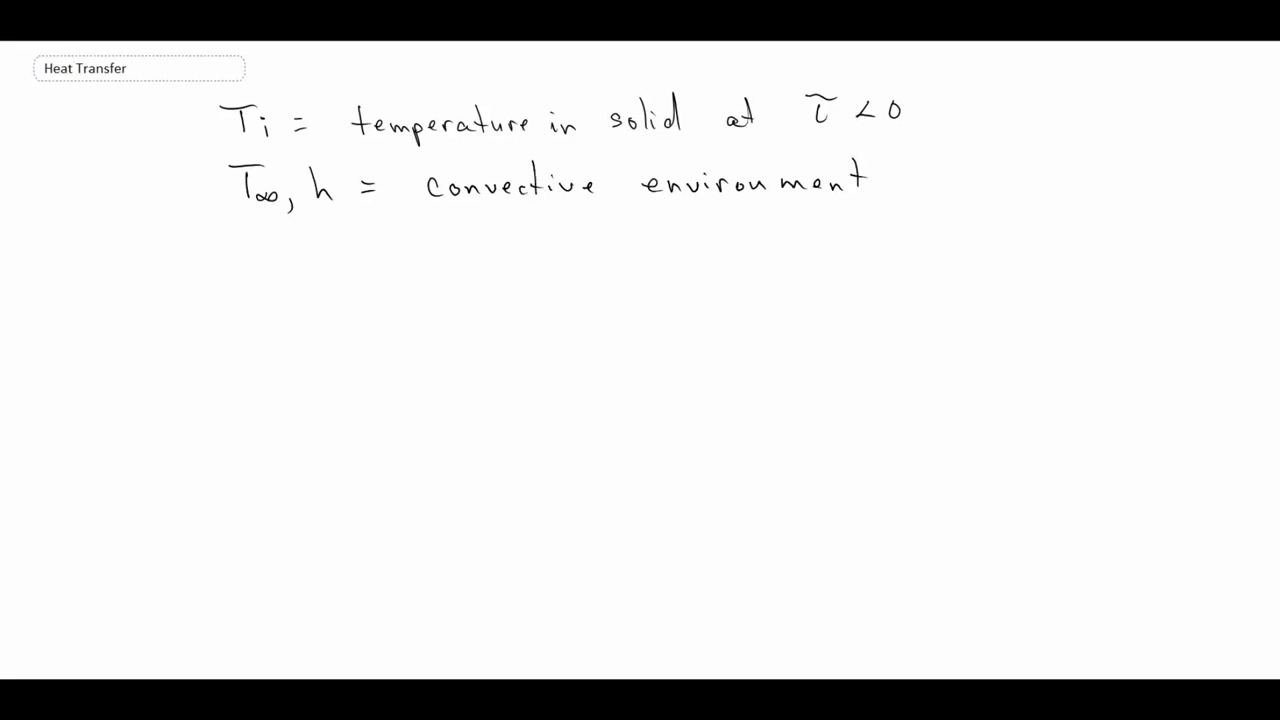 Heat Transfer
Ti = temperature in solid at τ < 0
T∞, h = convective environment